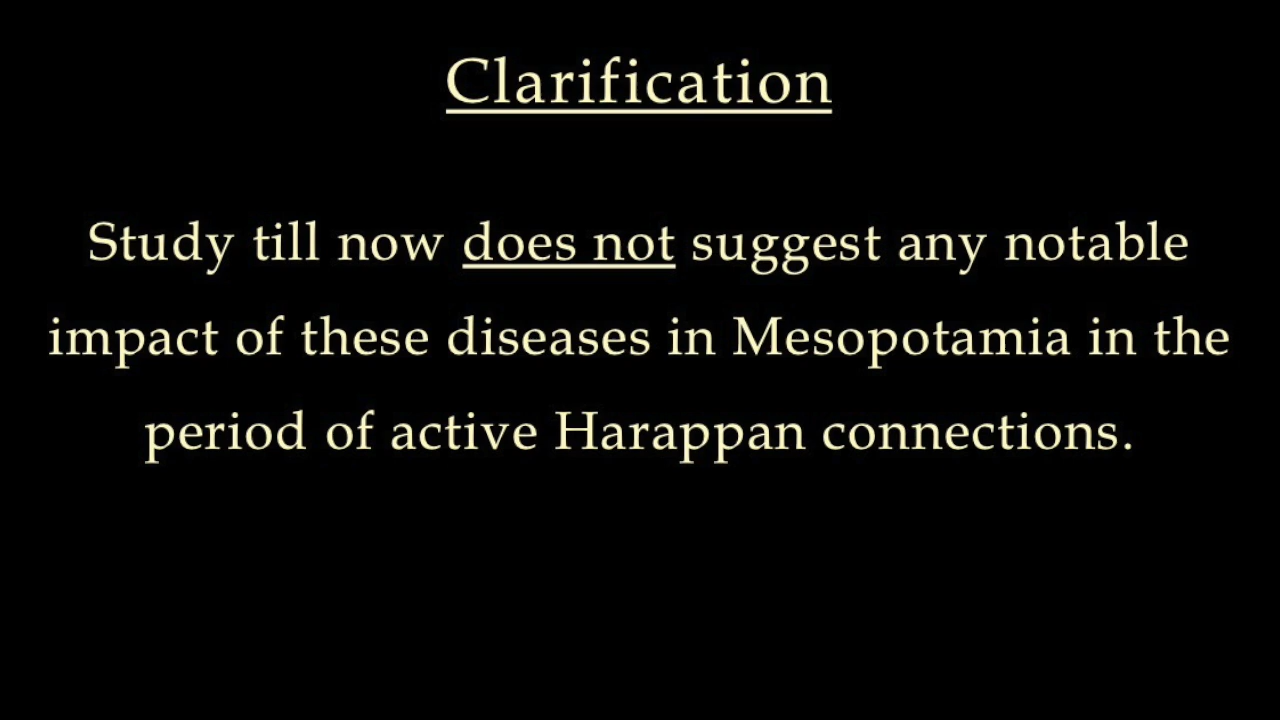 Clarification
Study till now does not suggest any notable
impact of these diseases in Mesopotamia in the
period of active Harappan connections.